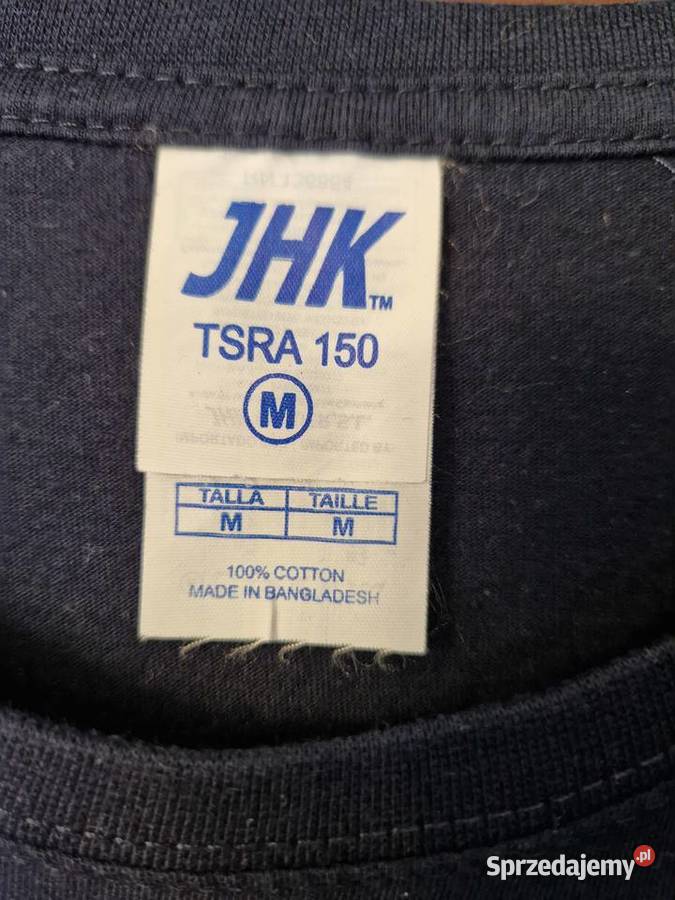 JHK™
TSRA 150
M
TALLA TAILLE
M M
100% COTTON
MADE IN BANGLADESH
Sprzedajemy.pl